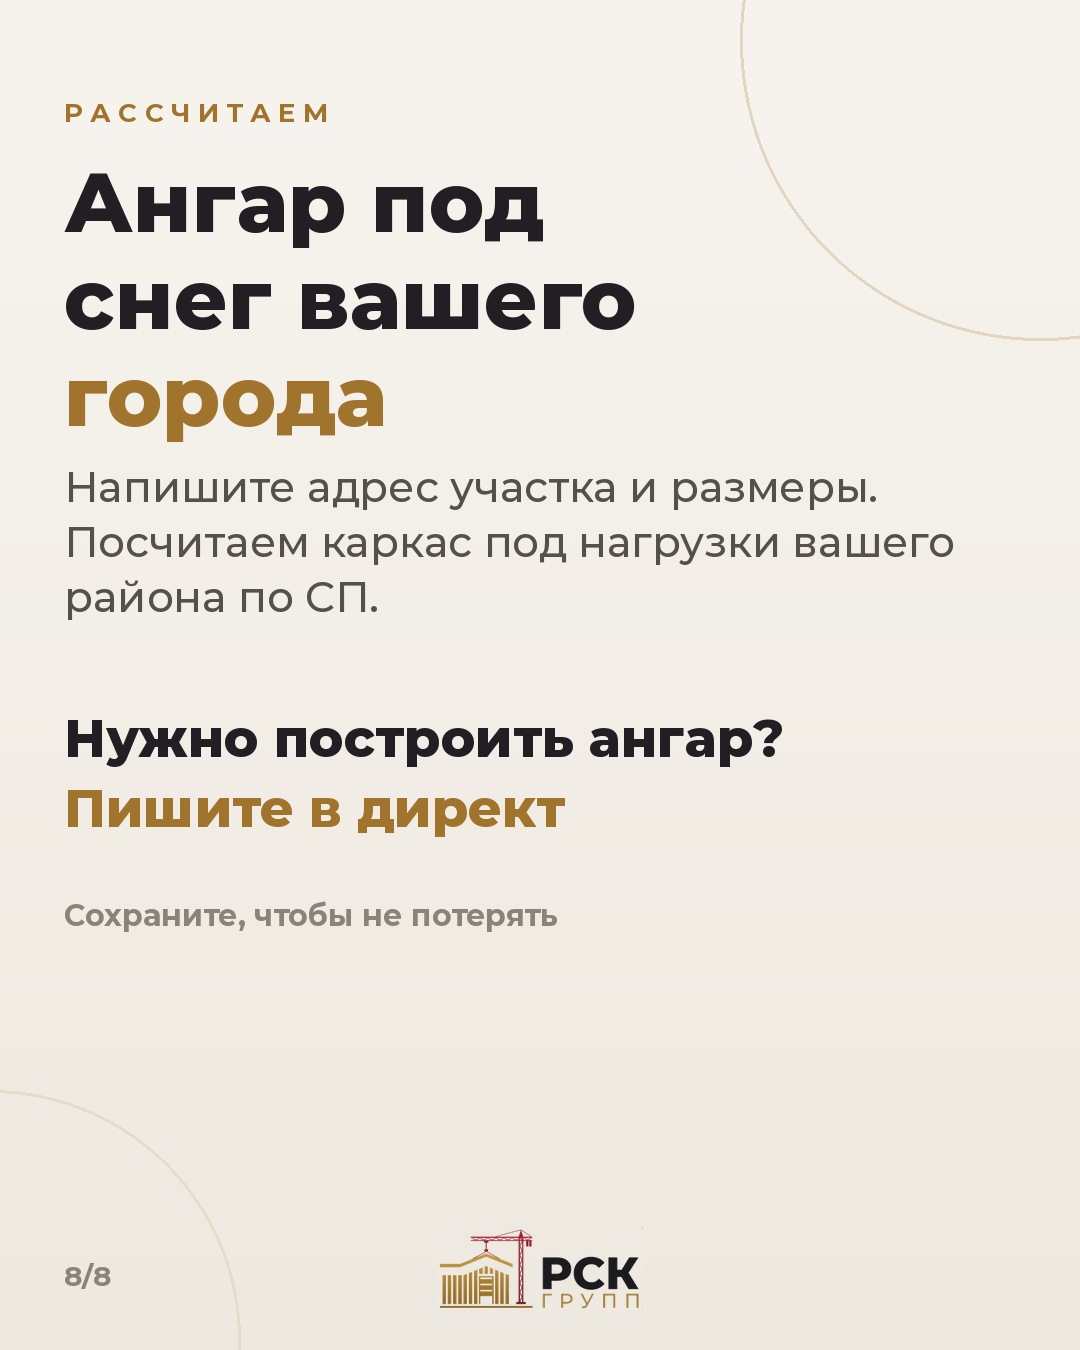 РАССЧИТАЕМ
Ангар под
снег вашего
города
Напишите адрес участка и размеры.
Посчитаем каркас под нагрузки вашего
района по СП.
Нужно построить ангар?
Пишите в директ
Сохраните, чтобы не потерять
8/8
РСК
ГРУПП